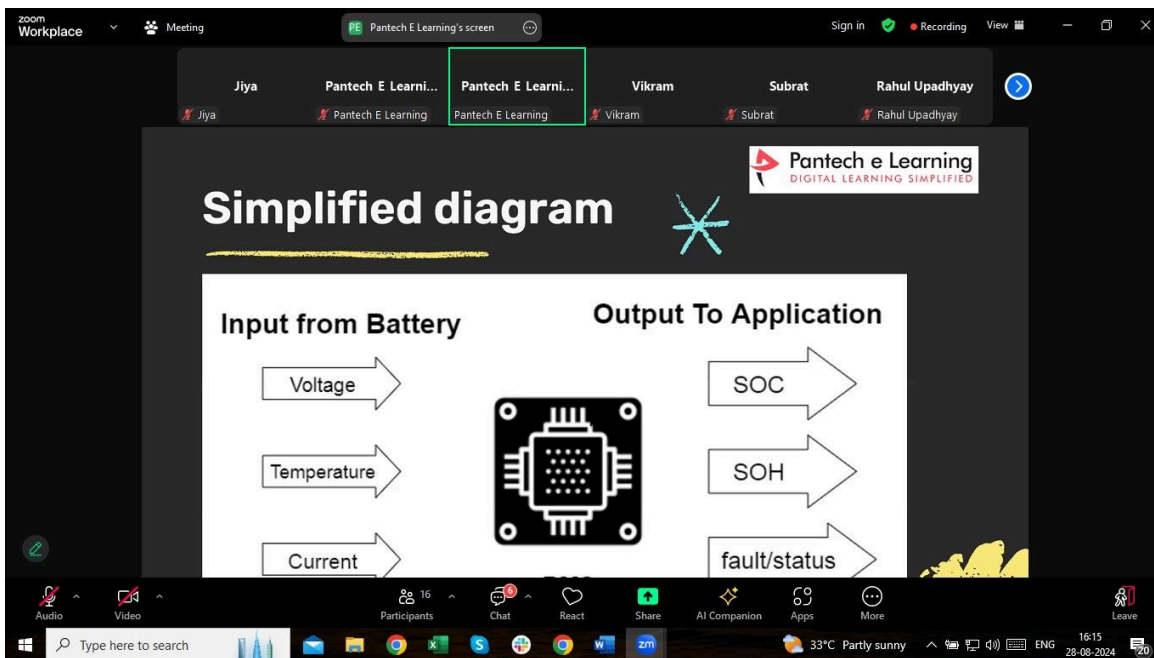 zoom
Workplace
Meeting
PE Pantech E Learning's screen
Sign in
Recording
View
Jiya
Pantech E Learni...
Pantech E Learni...
Vikram
Subrat
Rahul Upadhyay
Jiya
Pantech E Learning
Pantech E Learning
Vikram
Subrat
Rahul Upadhyay
Pantech e Learning
DIGITAL LEARNING SIMPLIFIED
Simplified diagram
Input from Battery
Output To Application
Voltage
SOC
Temperature
SOH
Current
fault/status
16
6
Audio
Video
Participants
Chat
React
Share
AI Companion
Apps
More
Leave
Type here to search
zm
33°C Partly sunny
ENG
16:15
28-08-2024
20